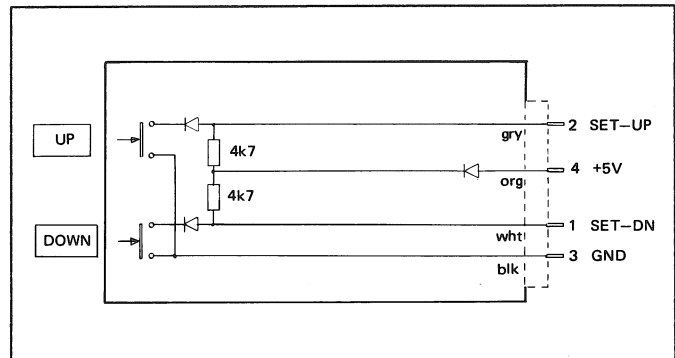 UP
4k7
4k7
DOWN
gry
2 SET—UP
org
4 +5V
wht
1 SET—DN
blk
3 GND